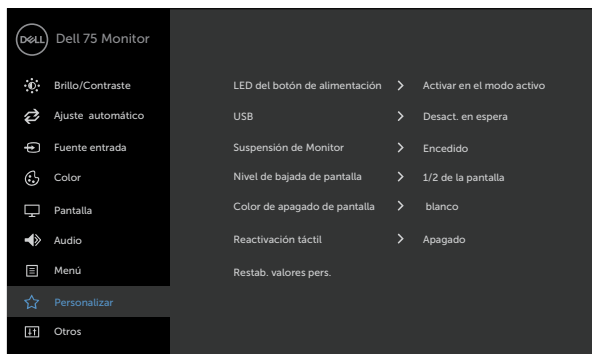 DELL Dell 75 Monitor
Brillo/Contraste
Ajuste automático
Fuente entrada
Color
Pantalla
Audio
Menú
Personalizar
Otros
LED del botón de alimentación > Activar en el modo activo
USB > Desact. en espera
Suspensión de Monitor > Encedido
Nivel de bajada de pantalla > 1/2 de la pantalla
Color de apagado de pantalla > blanco
Reactivación táctil > Apagado
Restab. valores pers.